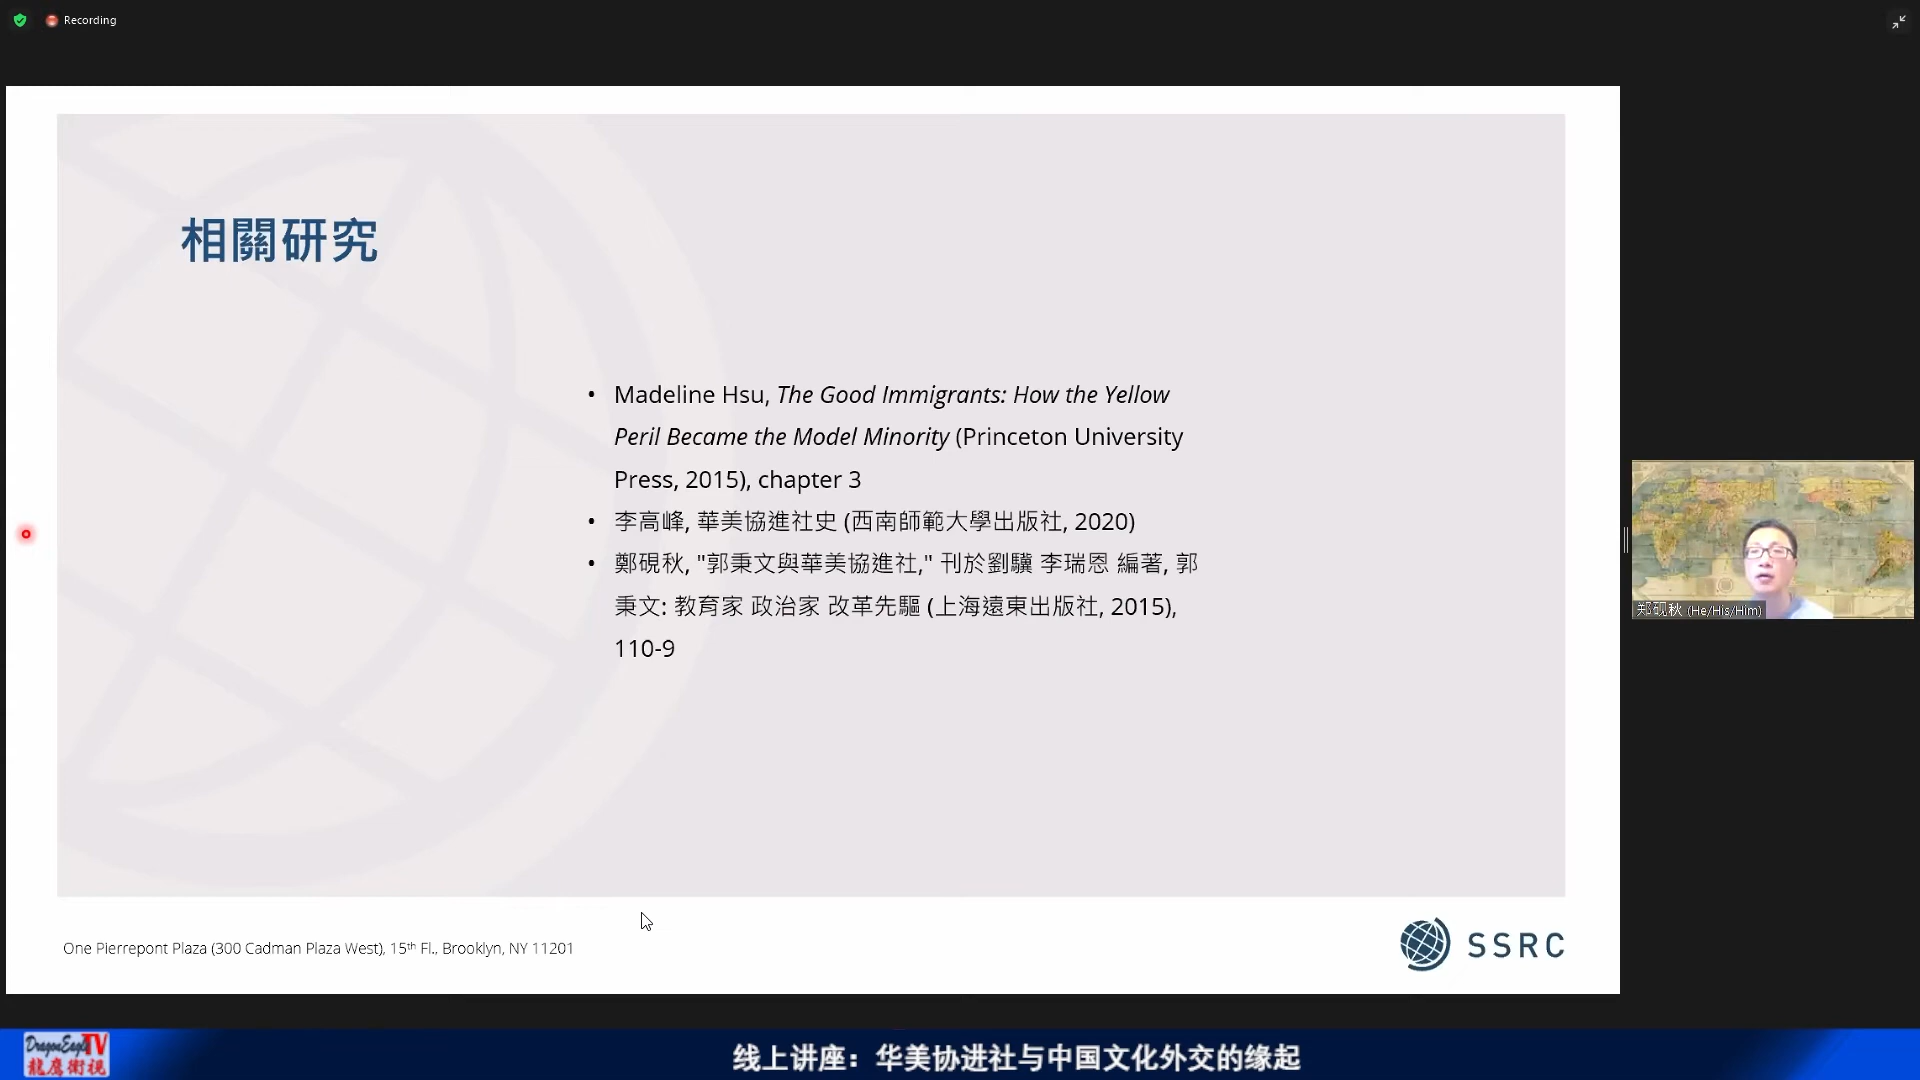 Recording
相關研究
• Madeline Hsu, The Good Immigrants: How the Yellow
Peril Became the Model Minority (Princeton University
Press, 2015), chapter 3
• 李高峰, 華美協進社史 (西南師範大學出版社, 2020)
• 鄭硯秋, "郭秉文與華美協進社," 刊於劉驥 李瑞恩 編著, 郭
秉文: 教育家 政治家 改革先驅 (上海遠東出版社, 2015),
110-9
郑砚秋 (He/His/Him)
One Pierrepont Plaza (300 Cadman Plaza West), 15th Fl., Brooklyn, NY 11201
SSRC
DragonEagle TV
龍鹰衛視
线上讲座：华美协进社与中国文化外交的缘起